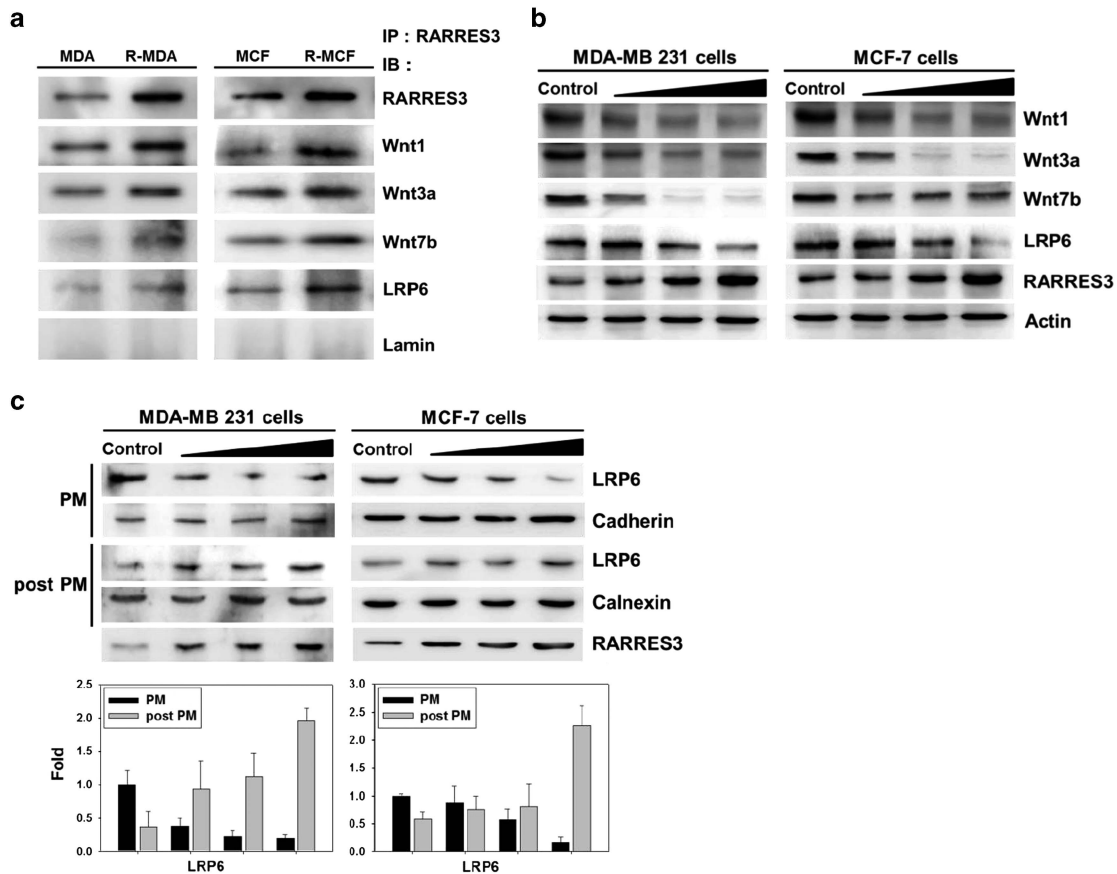 a
MDA R-MDA MCF R-MCF
IP : RARRES3
IB :
RARRES3
Wnt1
Wnt3a
Wnt7b
LRP6
Lamin
b
MDA-MB 231 cells MCF-7 cells
Control Control
Wnt1
Wnt3a
Wnt7b
LRP6
RARRES3
Actin
c
MDA-MB 231 cells MCF-7 cells
Control Control
PM
LRP6
Cadherin
post PM
LRP6
Calnexin
RARRES3
Fold
2.5
2.0
1.5
1.0
0.5
0.0
PM
post PM
LRP6
3.0
2.5
2.0
1.5
1.0
0.5
0.0
PM
post PM
LRP6